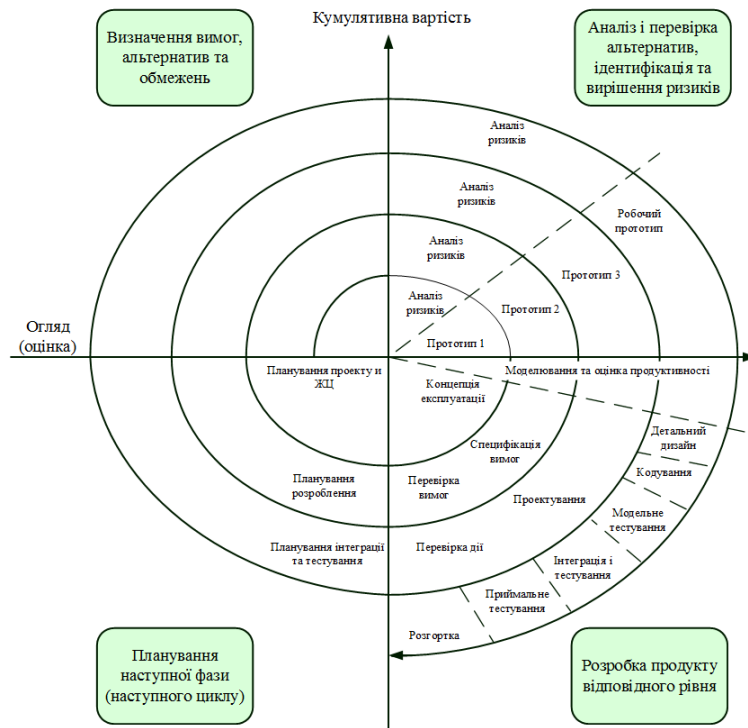 Кумулятивна вартість
Визначення вимог,
альтернатив та
обмежень
Аналіз і перевірка
альтернатив,
ідентифікація та
вирішення ризиків
Аналіз
ризиків
Аналіз
ризиків
Робочий
прототип
Аналіз
ризиків
Прототип 3
Аналіз
ризиків
Прототип 2
Огляд
(оцінка)
Прототип 1
Планування проекту и
ЖЦ
Моделювання та оцінка продуктивності
Концепція
експлуатації
Детальний
дизайн
Специфікація
вимог
Кодування
Планування
розроблення
Перевірка
вимог
Проектування
Модельне
тестування
Планування інтеграції
та тестування
Перевірка дії
Інтеграція і
тестування
Приймальне
тестування
Розгортка
Планування
наступної фази
(наступного циклу)
Розробка продукту
відповідного рівня